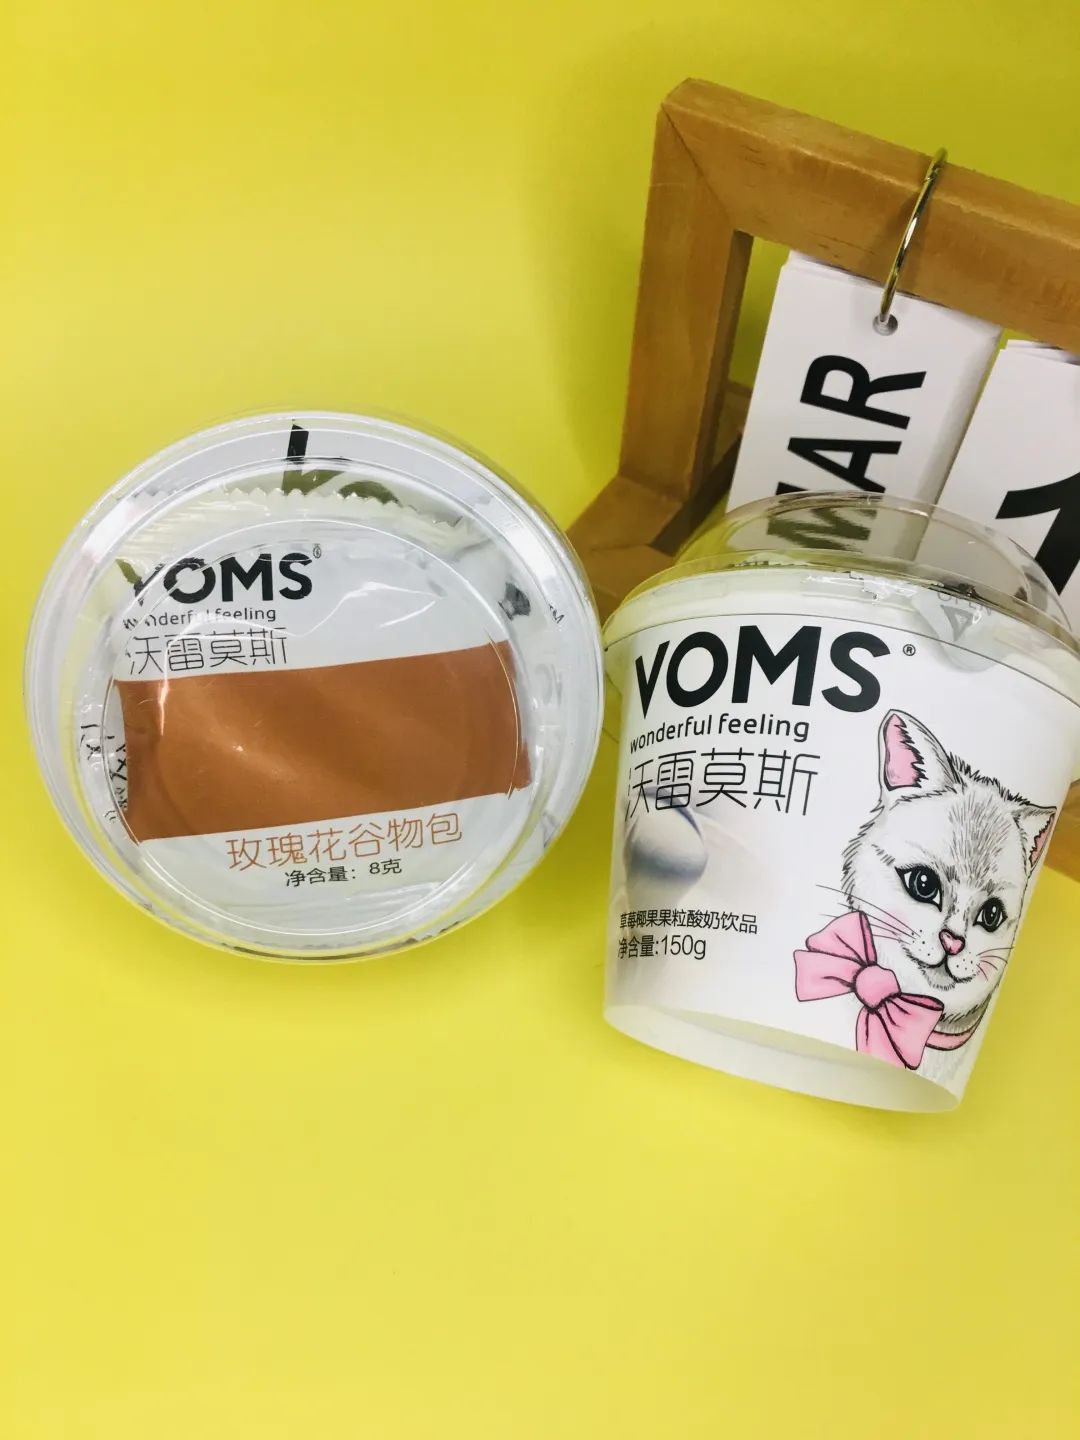 MAR
1
VOMS®
wonderful feeling
沃雷莫斯
玫瑰花谷物包
净含量：8克
OPEN
VOMS®
wonderful feeling
沃雷莫斯
草莓椰果果粒酸奶饮品
净含量:150g